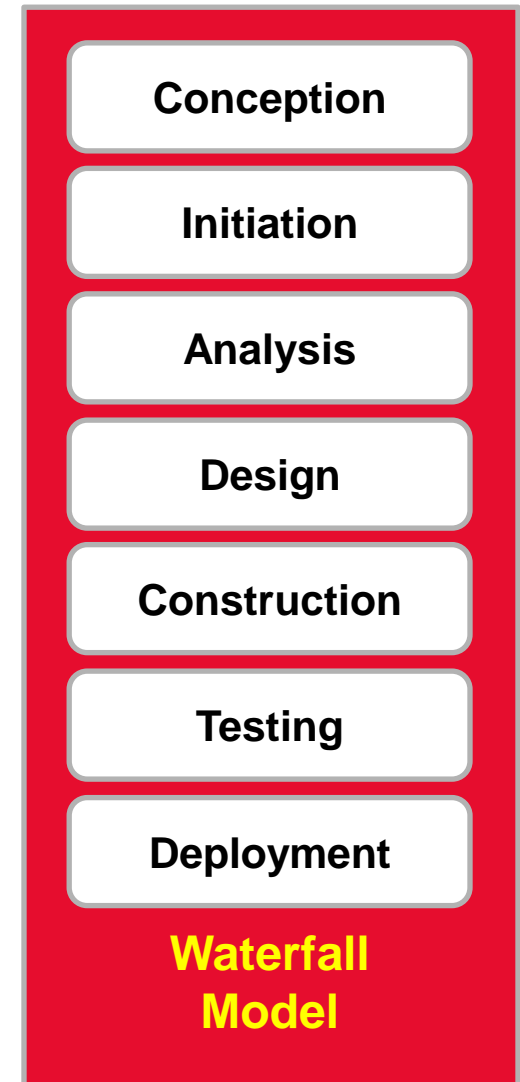 Conception
Initiation
Analysis
Design
Construction
Testing
Deployment
Waterfall
Model